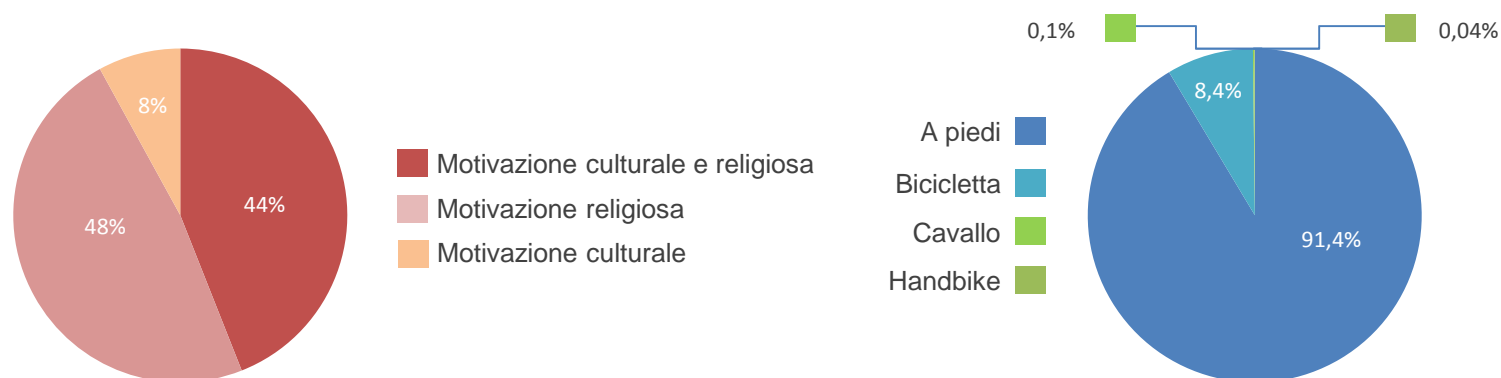 8%
44%
48%
Motivazione culturale e religiosa
Motivazione religiosa
Motivazione culturale
0,1%
0,04%
8,4%
91,4%
A piedi
Bicicletta
Cavallo
Handbike